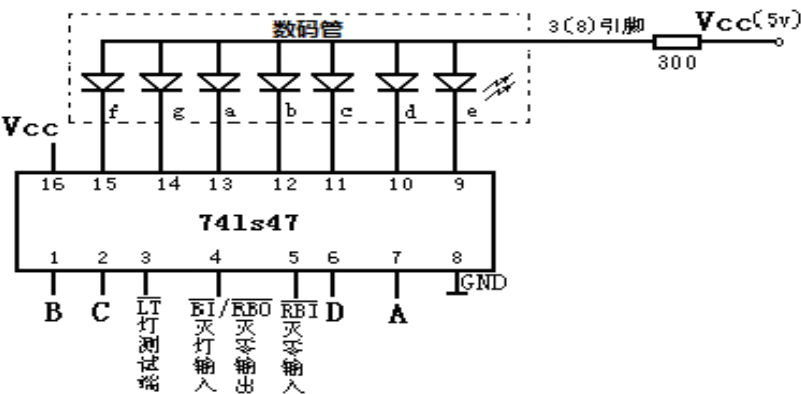 数码管
3(8)引脚
Vcc(5v)
300
f g a b c d e
Vcc
16 15 14 13 12 11 10 9
74ls47
1 2 3 4 5 6 7 8
GND
B C LT BI/RBO RBI D A
灯测试端
灭灯输入
灭零输出
灭零输入